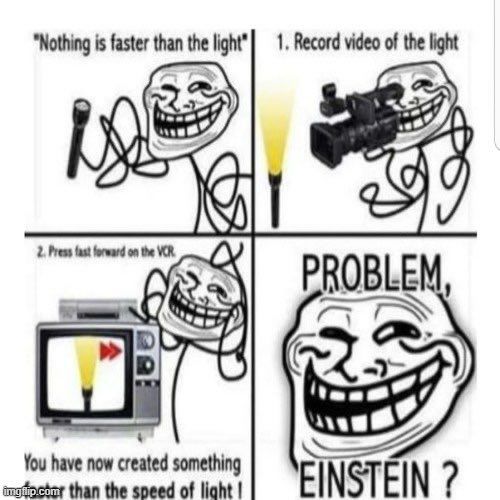 "Nothing is faster than the light"
1. Record video of the light
2. Press fast forward on the VCR.
You have now created something
faster than the speed of light !
PROBLEM,
EINSTEIN ?
imgflip.com